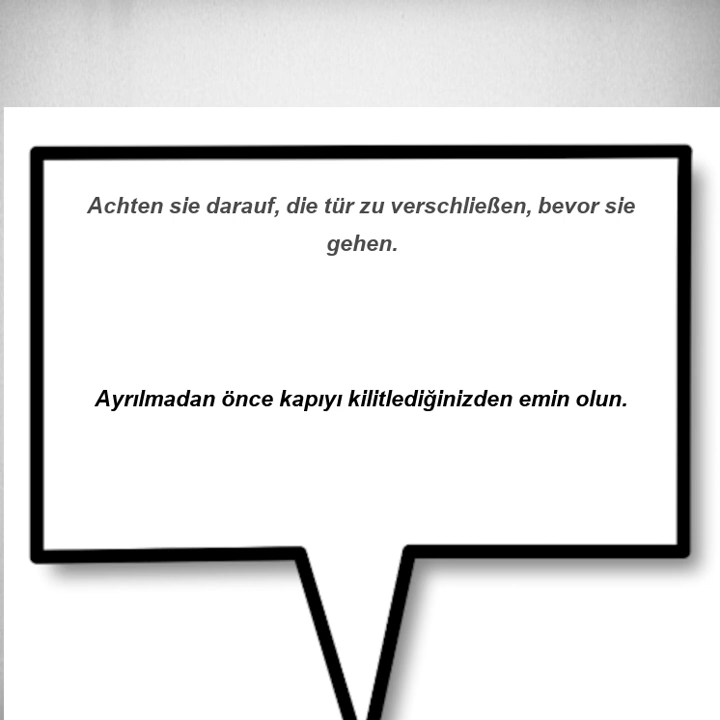 Achten sie darauf, die tür zu verschließen, bevor sie
gehen.
Ayrılmadan önce kapıyı kilitlediğinizden emin olun.